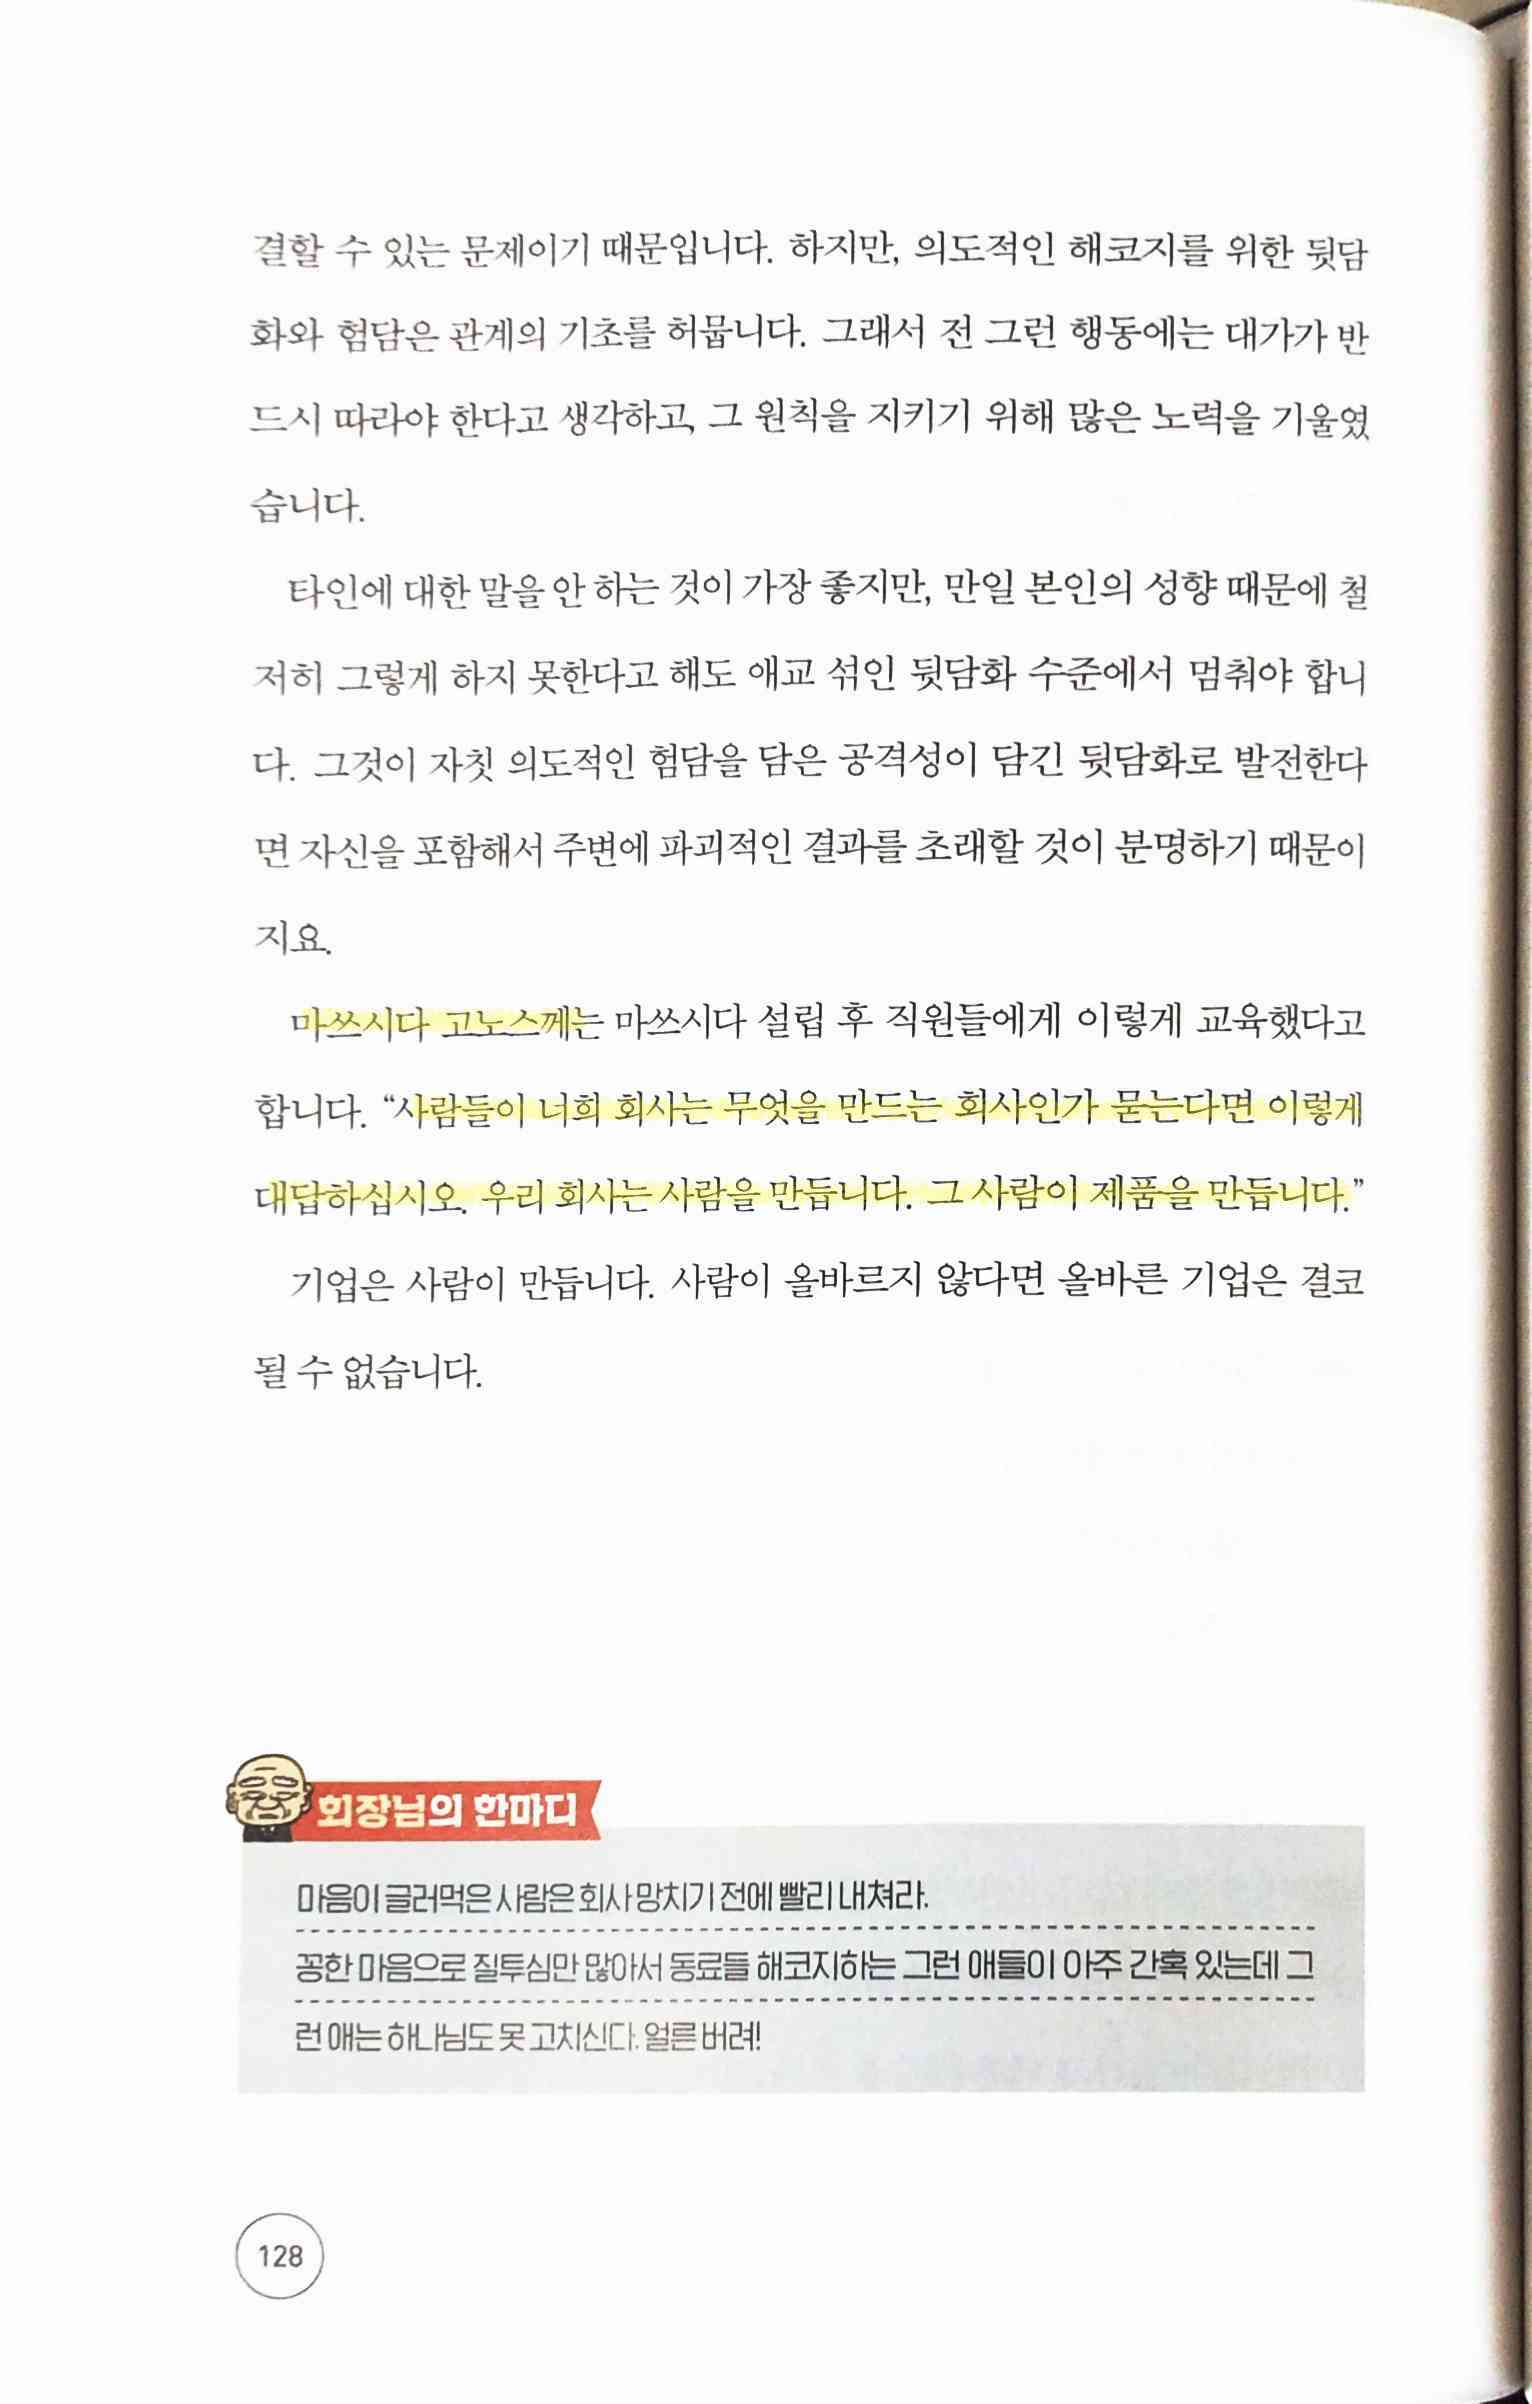 결할 수 있는 문제이기 때문입니다. 하지만, 의도적인 해코지를 위한 뒷담
화와 험담은 관계의 기초를 허뭅니다. 그래서 전 그런 행동에는 대가가 반
드시 따라야 한다고 생각하고, 그 원칙을 지키기 위해 많은 노력을 기울였
습니다.
타인에 대한 말을 안 하는 것이 가장 좋지만, 만일 본인의 성향 때문에 철
저히 그렇게 하지 못한다고 해도 애교 섞인 뒷담화 수준에서 멈춰야 합니
다. 그것이 자칫 의도적인 험담을 담은 공격성이 담긴 뒷담화로 발전한다
면 자신을 포함해서 주변에 파괴적인 결과를 초래할 것이 분명하기 때문이
지요.
마쓰시다 고노스께는 마쓰시다 설립 후 직원들에게 이렇게 교육했다고
합니다. “사람들이 너희 회사는 무엇을 만드는 회사인가 묻는다면 이렇게
대답하십시오. 우리 회사는 사람을 만듭니다. 그 사람이 제품을 만듭니다.”
기업은 사람이 만듭니다. 사람이 올바르지 않다면 올바른 기업은 결코
될 수 없습니다.
회장님의 한마디
마음이 글러먹은 사람은 회사 망치기 전에 빨리 내쳐라.
꽁한 마음으로 질투심만 많아서 동료들 해코지하는 그런 애들이 아주 간혹 있는데 그
런 애는 하나님도 못 고치신다. 얼른 버려!
128